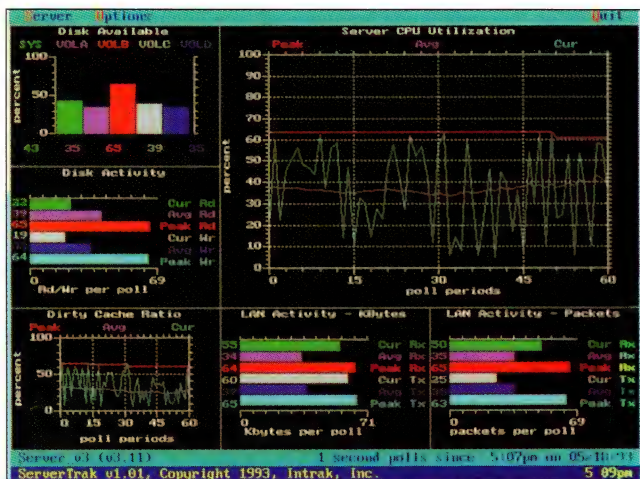 Server Options Quit
Disk Available
SYS VOLA VOLB VOLC VOLD
percent
100
50
0
43 35 65 39 35
Disk Activity
Cur Rd
39 Avg Rd
65 Peak Rd
19 Cur Wr
Avg Wr
64 Peak Wr
0 69
Rd/Wr per poll
Dirty Cache Ratio
Peak Avg Cur
percent
100
50
0
0 15 30 45 60
poll periods
Server CPU Utilization
Peak Avg Cur
percent
100
90
80
70
60
50
40
30
20
10
0
0 15 30 45 60
poll periods
LAN Activity - KBytes
55 Cur Rx
34 Avg Rx
64 Peak Rx
60 Cur Tx
Avg Tx
65 Peak Tx
0 71
Kbytes per poll
LAN Activity - Packets
50 Cur Rx
35 Avg Rx
65 Peak Rx
25 Cur Tx
Avg Tx
63 Peak Tx
0 69
packets per poll
Server v3 (v3.11) 1 second polls since 5:07pm on
ServerTrak v1.01, Copyright 1993, Intrak, Inc. 5 09pm